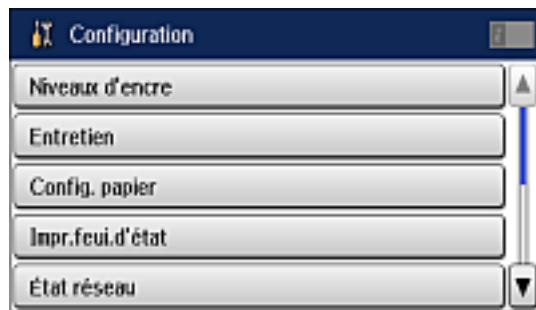 Configuration
Niveaux d'encre
Entretien
Config. papier
Impr.feui.d'état
État réseau